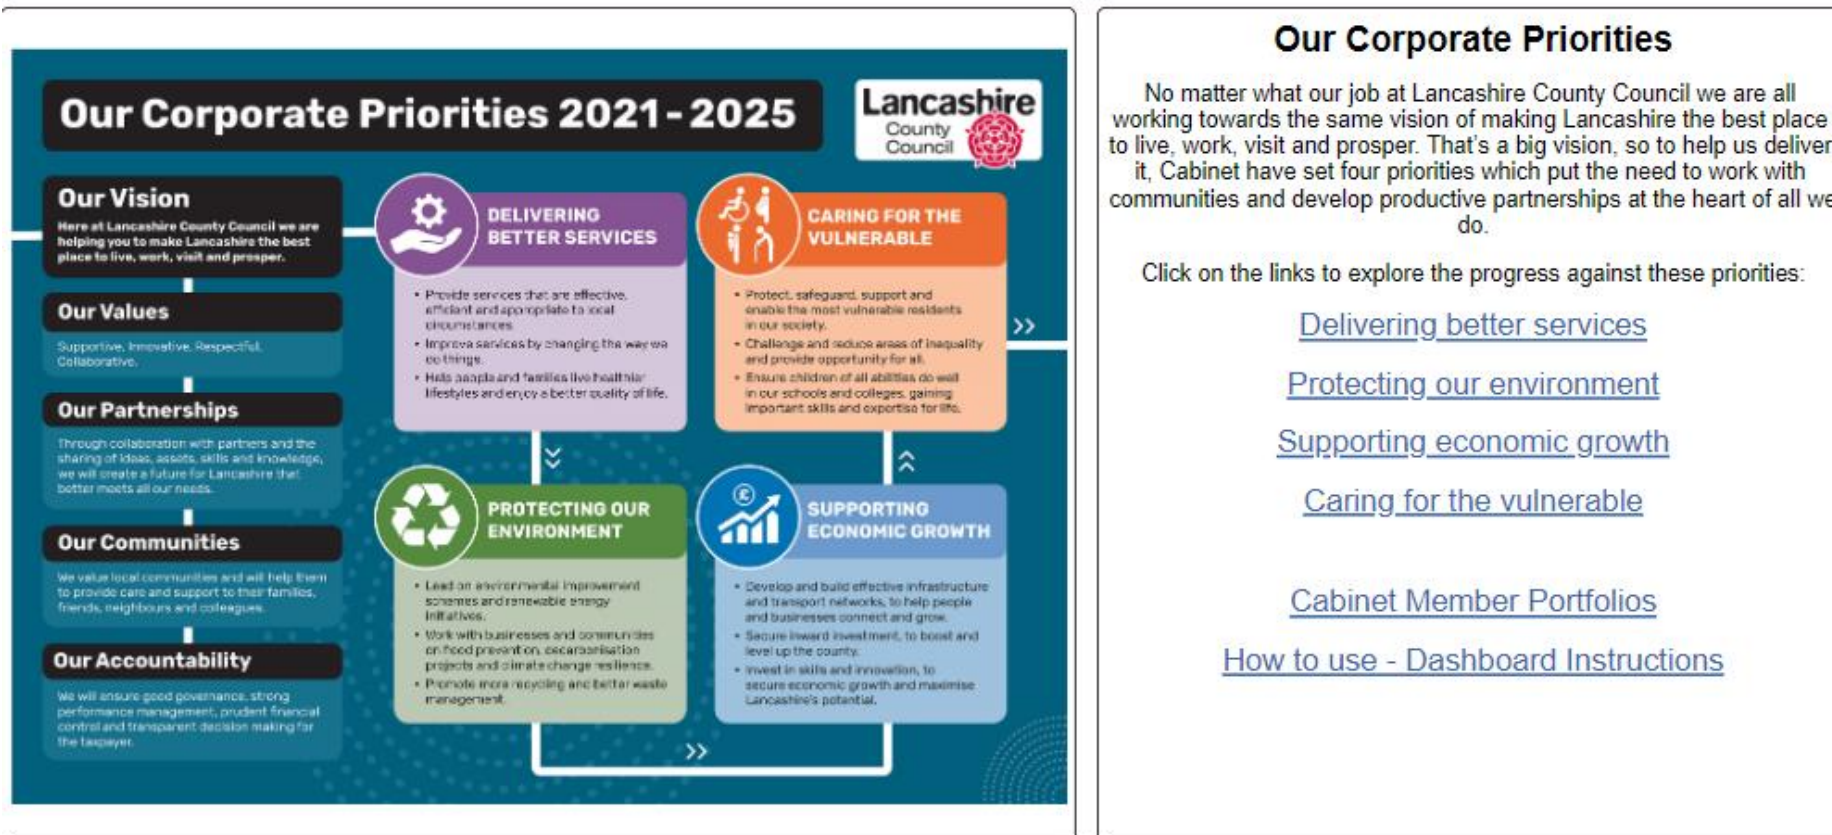 Our Corporate Priorities 2021-2025
Lancashire
County
Council
Our Vision
Here at Lancashire County Council we are
helping you to make Lancashire the best
place to live, work, visit and prosper.
Our Values
Supportive, Innovative, Respectful,
Collaborative.
Our Partnerships
Through collaboration with partners and the
sharing of ideas, assets, skills and knowledge,
we will create a future for Lancashire that
better meets all our needs.
Our Communities
We value local communities and will help them
to provide care and support to their families,
friends, neighbours and colleagues.
Our Accountability
We will ensure good governance, strong
performance management, prudent financial
control and transparent decision making for
the taxpayer.
DELIVERING
BETTER SERVICES
• Provide services that are effective,
efficient and appropriate to local
circumstances.
• Improve services by changing the way we
do things.
• Help people and families live healthier
lifestyles and enjoy a better quality of life.
CARING FOR THE
VULNERABLE
• Protect, safeguard, support and
enable the most vulnerable residents
in our society.
• Challenge and reduce areas of inequality
and provide opportunity for all.
• Ensure children of all abilities do well
in our schools and colleges, gaining
important skills and expertise for life.
PROTECTING OUR
ENVIRONMENT
• Lead on environmental improvement
schemes and renewable energy
initiatives.
• Work with businesses and communities
on flood prevention, decarbonisation
projects and climate change resilience.
• Promote more recycling and better waste
management.
£
SUPPORTING
ECONOMIC GROWTH
• Develop and build effective infrastructure
and transport networks, to help people
and businesses connect and grow.
• Secure inward investment, to boost and
level up the county.
• Invest in skills and innovation, to
secure economic growth and maximise
Lancashire's potential.
Our Corporate Priorities
No matter what our job at Lancashire County Council we are all
working towards the same vision of making Lancashire the best place
to live, work, visit and prosper. That's a big vision, so to help us deliver
it, Cabinet have set four priorities which put the need to work with
communities and develop productive partnerships at the heart of all we
do.
Click on the links to explore the progress against these priorities:
Delivering better services
Protecting our environment
Supporting economic growth
Caring for the vulnerable
Cabinet Member Portfolios
How to use - Dashboard Instructions